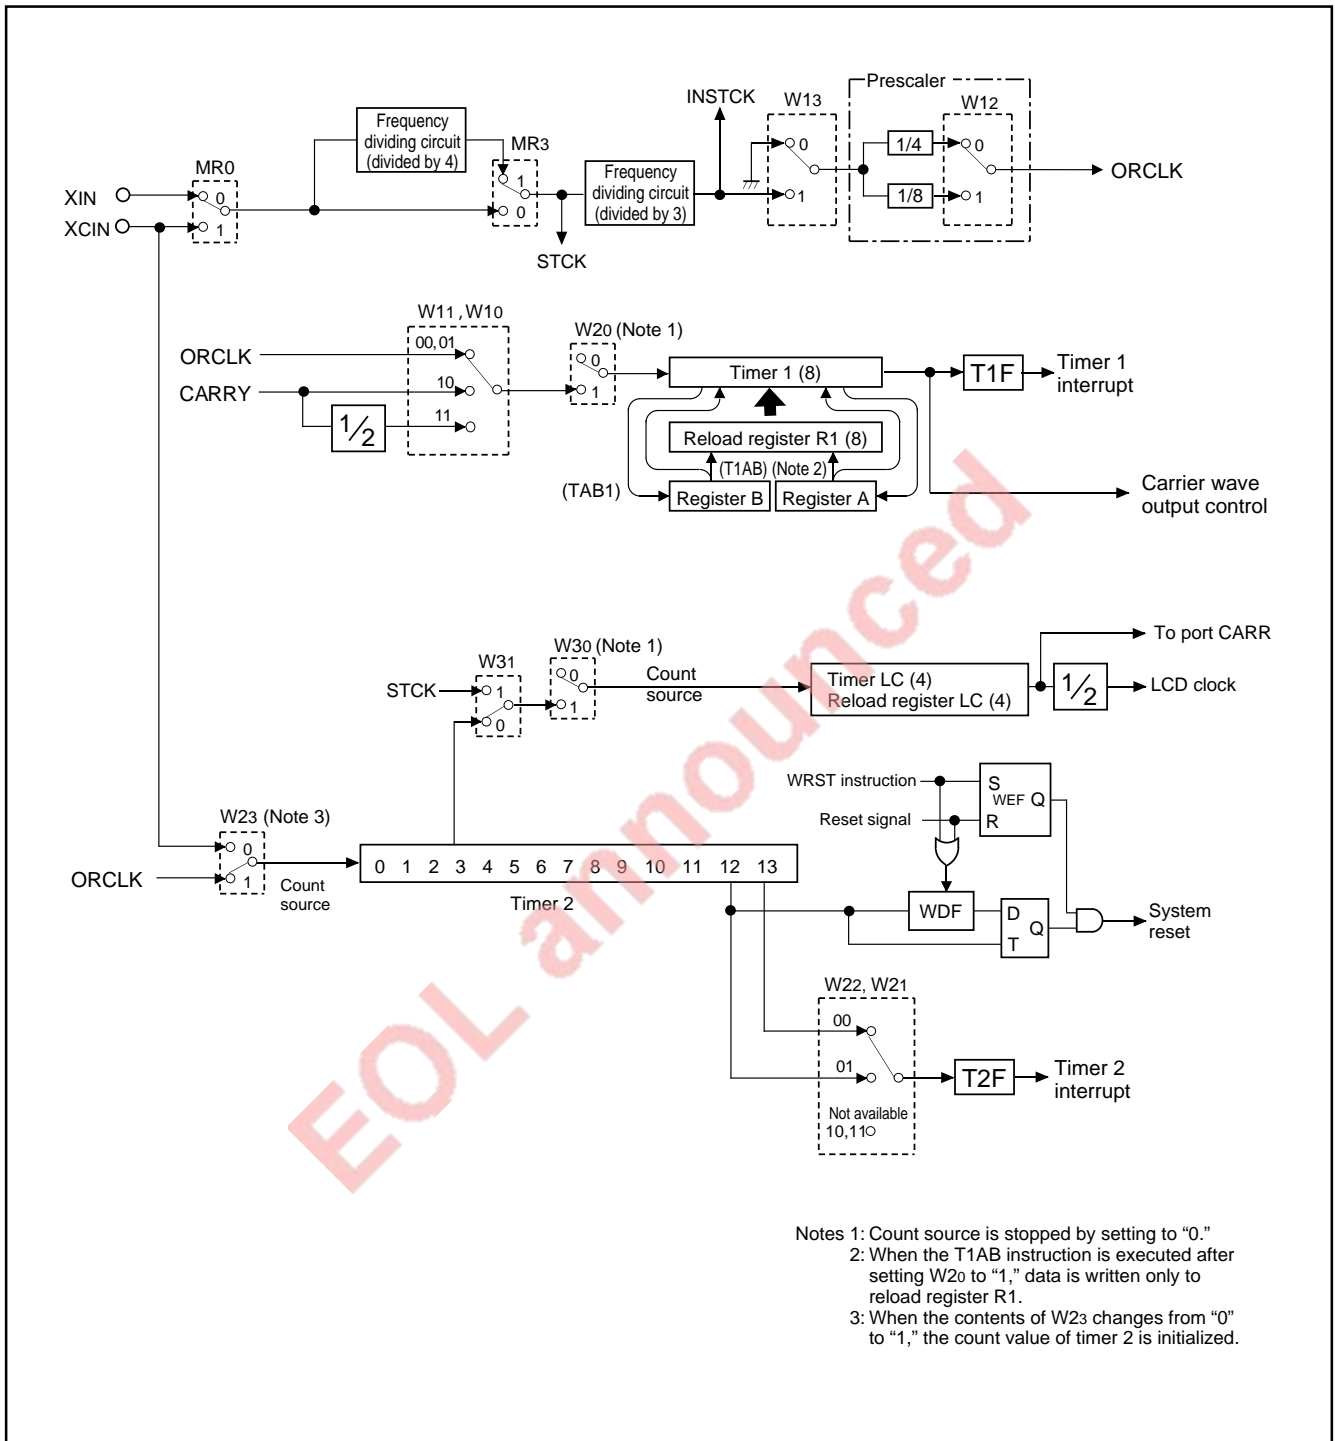 Prescaler
INSTCK
W13
W12
Frequency
dividing circuit
(divided by 4)
MR3
MR0
0
1/4
0
XIN
0
1
Frequency
dividing circuit
(divided by 3)
ORCLK
XCIN
1
0
1
1/8
1
STCK
W11, W10
W20 (Note 1)
ORCLK
00,01
0
Timer 1 (8)
T1F
Timer 1
interrupt
CARRY
10
1
1/2
11
Reload register R1 (8)
(T1AB) (Note 2)
(TAB1)
Register B
Register A
Carrier wave
output control
To port CARR
W30 (Note 1)
W31
STCK
1
0
Count
source
Timer LC (4)
Reload register LC (4)
1/2
LCD clock
0
1
WRST instruction
S
WEF Q
R
Reset signal
W23 (Note 3)
0
ORCLK
1
Count
source
0 1 2 3 4 5 6 7 8 9 10 11 12 13
Timer 2
WDF
D
Q
T
System
reset
W22, W21
00
01
T2F
Timer 2
interrupt
Not available
10,11
EOL announced
Notes 1: Count source is stopped by setting to “0.”
2: When the T1AB instruction is executed after
setting W20 to “1,” data is written only to
reload register R1.
3: When the contents of W23 changes from “0”
to “1,” the count value of timer 2 is initialized.